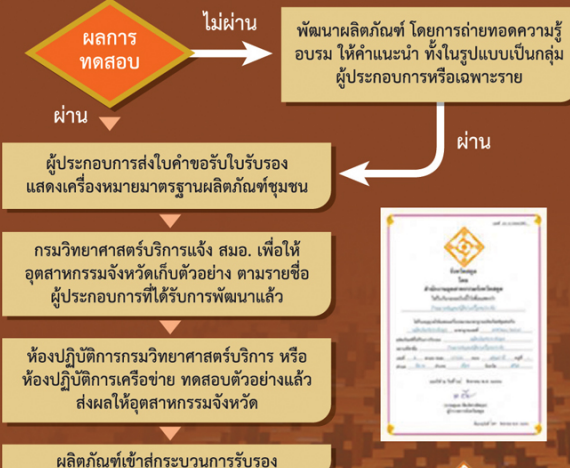 ผลการ
ทดสอบ
ไม่ผ่าน
พัฒนาผลิตภัณฑ์ โดยการถ่ายทอดความรู้
อบรม ให้คำแนะนำ ทั้งในรูปแบบเป็นกลุ่ม
ผู้ประกอบการหรือเฉพาะราย
ผ่าน
ผ่าน
ผู้ประกอบการส่งใบคำขอรับใบรับรอง
แสดงเครื่องหมายมาตรฐานผลิตภัณฑ์ชุมชน
กรมวิทยาศาสตร์บริการแจ้ง สมอ. เพื่อให้
อุตสาหกรรมจังหวัดเก็บตัวอย่าง ตามรายชื่อ
ผู้ประกอบการที่ได้รับการพัฒนาแล้ว
ห้องปฏิบัติการกรมวิทยาศาสตร์บริการ หรือ
ห้องปฏิบัติการเครือข่าย ทดสอบตัวอย่างแล้ว
ส่งผลให้อุตสาหกรรมจังหวัด
ผลิตภัณฑ์เข้าสู่กระบวนการรับรอง